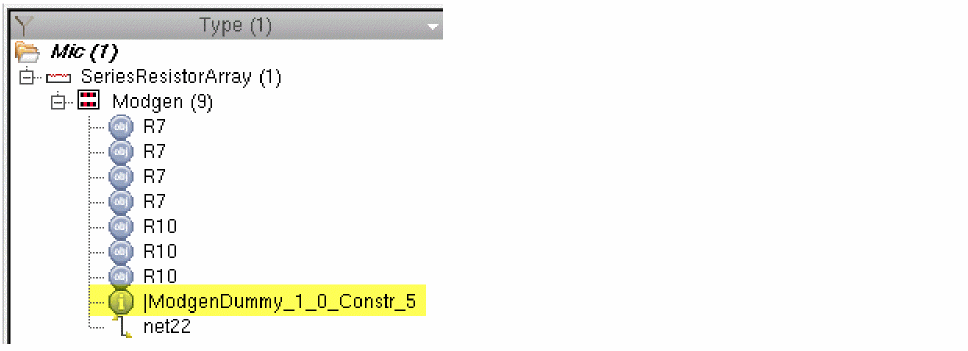 Type (1)
Mic (1)
SeriesResistorArray (1)
Modgen (9)
obj R7
obj R7
obj R7
obj R7
obj R10
obj R10
obj R10
i |ModgenDummy_1_0_Constr_5
net22